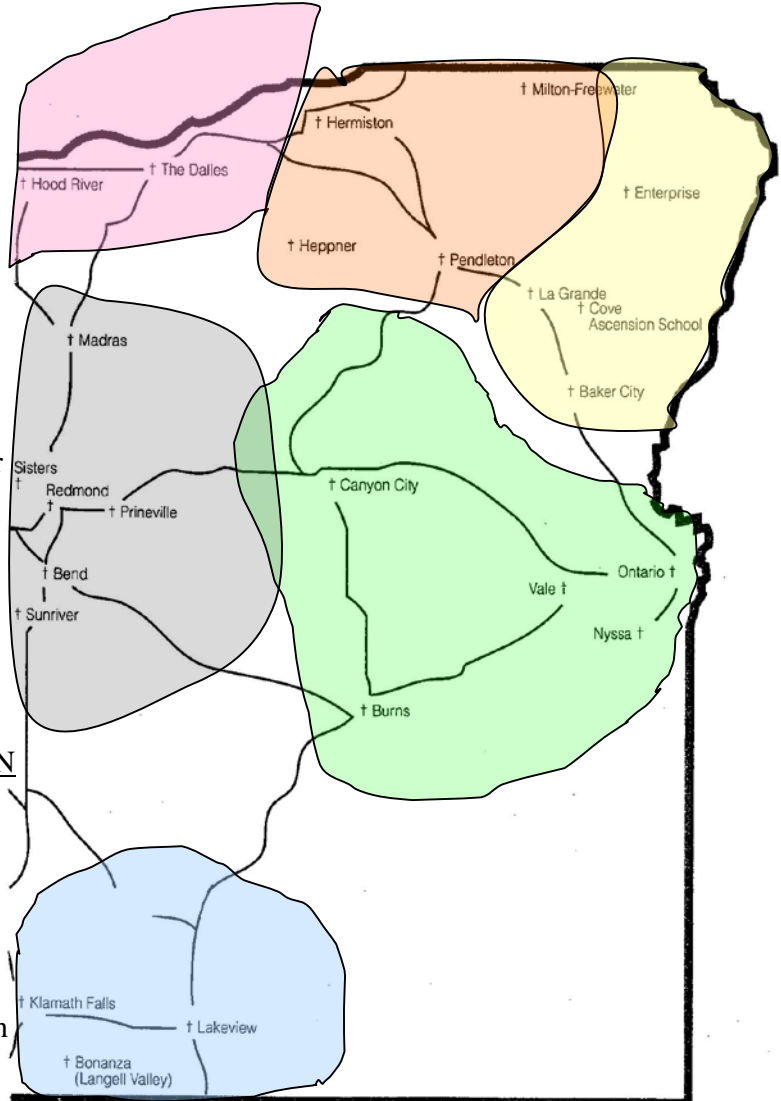 † Milton-Freewater
† Hermiston
† The Dalles
† Hood River
† Enterprise
† Heppner
† Pendleton
† La Grande
† Cove
Ascension School
† Madras
† Baker City
Sisters
†
Redmond
†
† Prineville
† Canyon City
† Bend
Ontario †
Vale †
† Sunriver
Nyssa †
† Burns
N
† Klamath Falls
n
† Lakeview
† Bonanza
(Langell Valley)